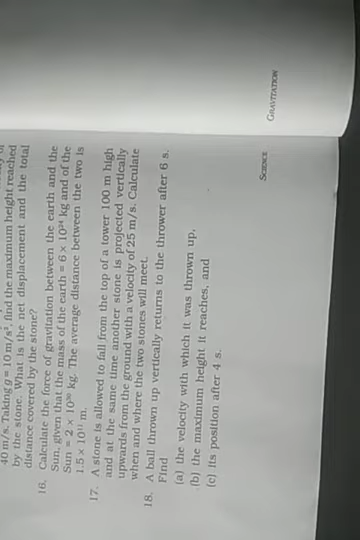 40 m/s. Taking g = 10 m/s², find the maximum height reached
by the stone. What is the net displacement and the total
distance covered by the stone?
16. Calculate the force of gravitation between the earth and the
Sun, given that the mass of the earth = 6 × 10²⁴ kg and of the
Sun = 2 × 10³⁰ kg. The average distance between the two is
1.5 × 10¹¹ m.
17. A stone is allowed to fall from the top of a tower 100 m high
and at the same time another stone is projected vertically
upwards from the ground with a velocity of 25 m/s. Calculate
when and where the two stones will meet.
18. A ball thrown up vertically returns to the thrower after 6 s.
Find
(a) the velocity with which it was thrown up,
(b) the maximum height it reaches, and
(c) its position after 4 s.
SCIENCE
GRAVITATION